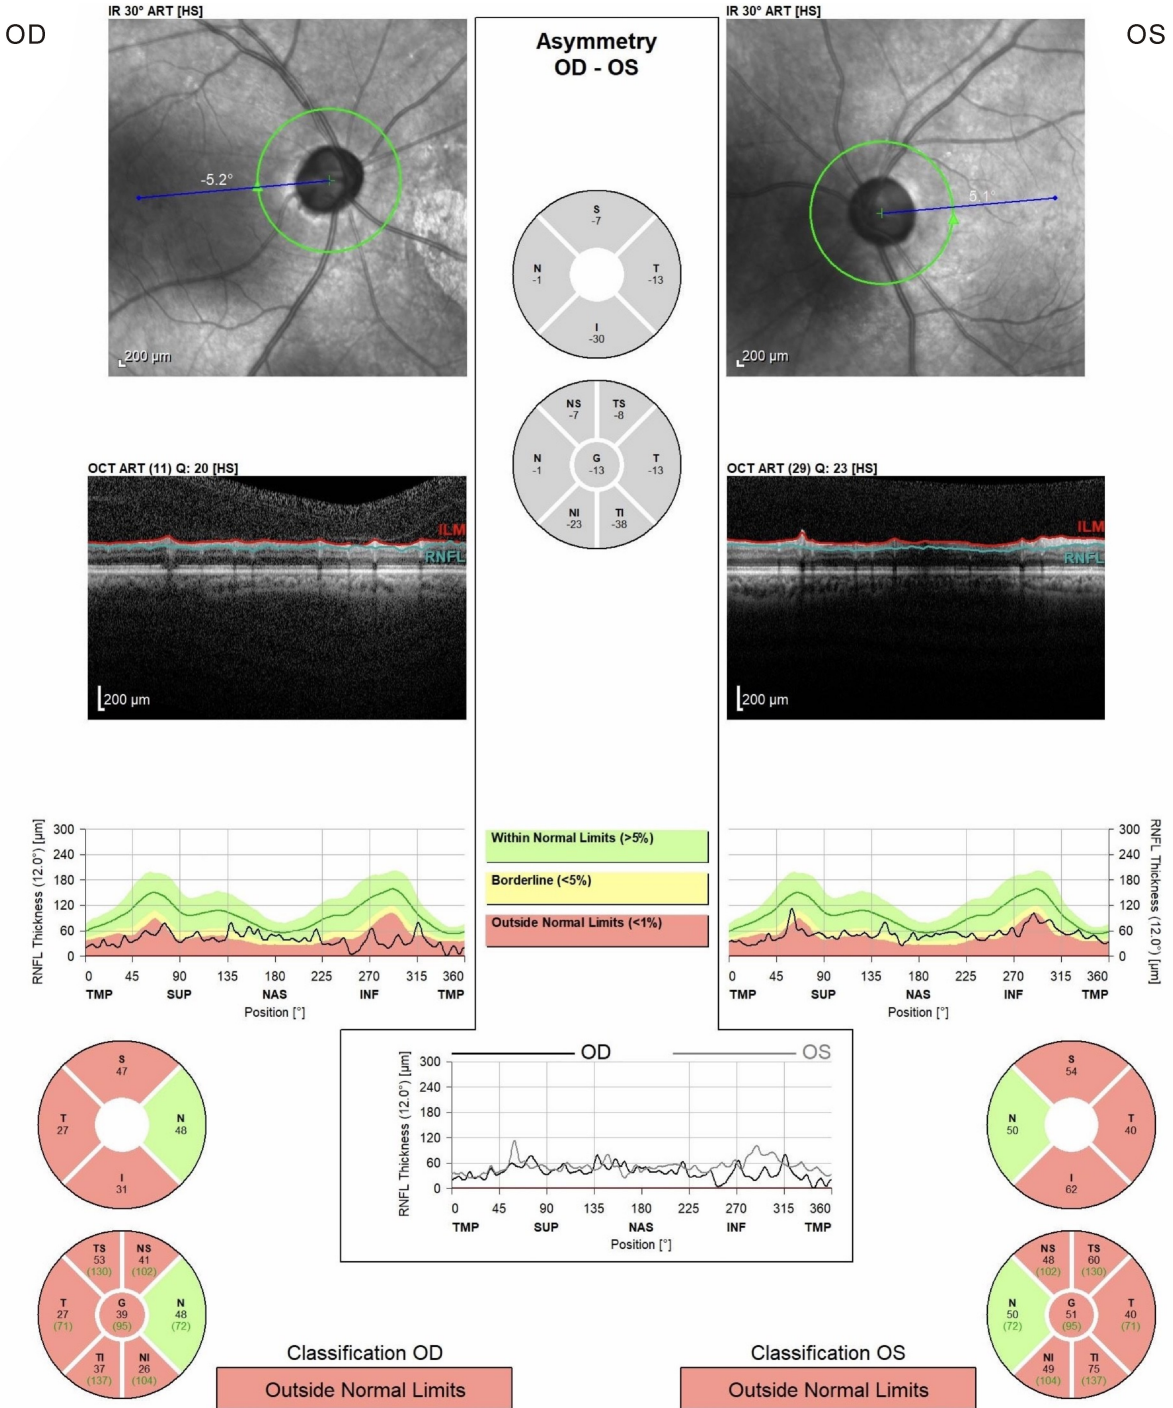 OD
IR 30° ART [HS]
-5.2°
200 µm
Asymmetry
OD - OS
IR 30° ART [HS]
OS
5.1°
200 µm
S
-7
N
-1
T
-13
I
-30
NS
-7
TS
-8
N
-1
G
-13
T
-13
NI
-23
TI
-38
OCT ART (11) Q: 20 [HS]
ILM
RNFL
200 µm
OCT ART (29) Q: 23 [HS]
ILM
RNFL
200 µm
RNFL Thickness (12.0°) [µm]
300
240
180
120
60
0
0 45 90 135 180 225 270 315 360
TMP SUP NAS INF TMP
Position [°]
Within Normal Limits (>5%)
Borderline (<5%)
Outside Normal Limits (<1%)
300
240
180
120
60
0
RNFL Thickness (12.0°) [µm]
0 45 90 135 180 225 270 315 360
TMP SUP NAS INF TMP
Position [°]
S
47
T
27
N
48
I
31
OD OS
RNFL Thickness (12.0°) [µm]
300
240
180
120
60
0
0 45 90 135 180 225 270 315 360
TMP SUP NAS INF TMP
Position [°]
S
54
N
50
T
40
I
62
TS
53
(130)
NS
41
(102)
T
27
(71)
G
39
(95)
N
48
(72)
TI
37
(137)
NI
26
(104)
Classification OD
Outside Normal Limits
Classification OS
Outside Normal Limits
NS
48
(102)
TS
60
(130)
N
50
(72)
G
51
(95)
T
40
(71)
NI
49
(104)
TI
75
(137)